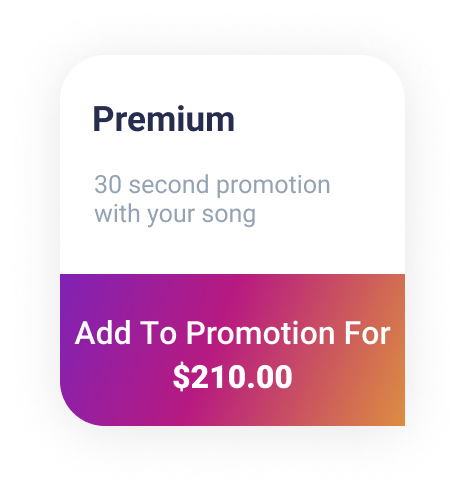 Premium
30 second promotion
with your song
Add To Promotion For
$210.00